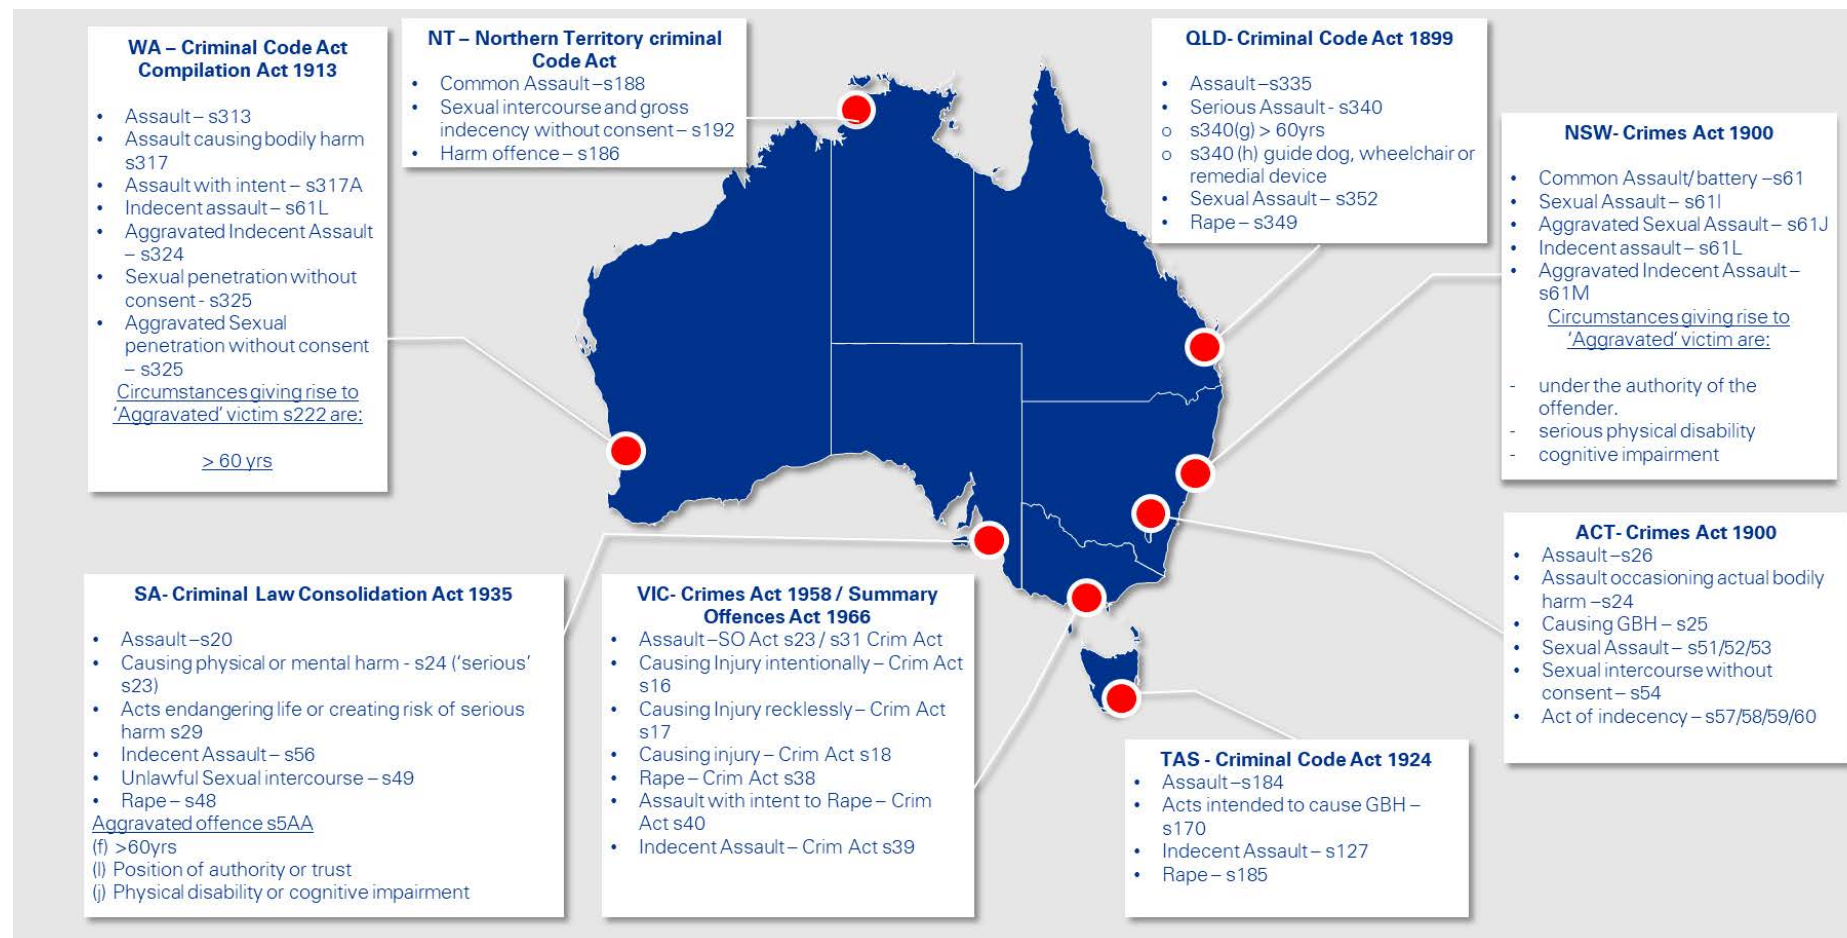 WA – Criminal Code Act
Compilation Act 1913
• Assault – s313
• Assault causing bodily harm
s317
• Assault with intent – s317A
• Indecent assault – s61L
• Aggravated Indecent Assault
– s324
• Sexual penetration without
consent - s325
• Aggravated Sexual
penetration without consent
– s325
Circumstances giving rise to
'Aggravated' victim s222 are:
> 60 yrs
NT – Northern Territory criminal
Code Act
• Common Assault – s188
• Sexual intercourse and gross
indecency without consent – s192
• Harm offence – s186
QLD- Criminal Code Act 1899
• Assault – s335
• Serious Assault - s340
o s340(g) > 60yrs
o s340 (h) guide dog, wheelchair or
remedial device
• Sexual Assault – s352
• Rape – s349
NSW- Crimes Act 1900
• Common Assault/ battery –s61
• Sexual Assault – s61I
• Aggravated Sexual Assault – s61J
• Indecent assault – s61L
• Aggravated Indecent Assault –
s61M
Circumstances giving rise to
'Aggravated' victim are:
- under the authority of the
offender.
- serious physical disability
- cognitive impairment
SA- Criminal Law Consolidation Act 1935
• Assault –s20
• Causing physical or mental harm - s24 ('serious'
s23)
• Acts endangering life or creating risk of serious
harm s29
• Indecent Assault – s56
• Unlawful Sexual intercourse – s49
• Rape – s48
Aggravated offence s5AA
(f) >60yrs
(l) Position of authority or trust
(j) Physical disability or cognitive impairment
VIC- Crimes Act 1958 / Summary
Offences Act 1966
• Assault –SO Act s23 / s31 Crim Act
• Causing Injury intentionally – Crim Act
s16
• Causing Injury recklessly – Crim Act
s17
• Causing injury – Crim Act s18
• Rape – Crim Act s38
• Assault with intent to Rape – Crim
Act s40
• Indecent Assault – Crim Act s39
TAS - Criminal Code Act 1924
• Assault –s184
• Acts intended to cause GBH –
s170
• Indecent Assault – s127
• Rape – s185
ACT- Crimes Act 1900
• Assault –s26
• Assault occasioning actual bodily
harm –s24
• Causing GBH – s25
• Sexual Assault – s51/52/53
• Sexual intercourse without
consent – s54
• Act of indecency – s57/58/59/60